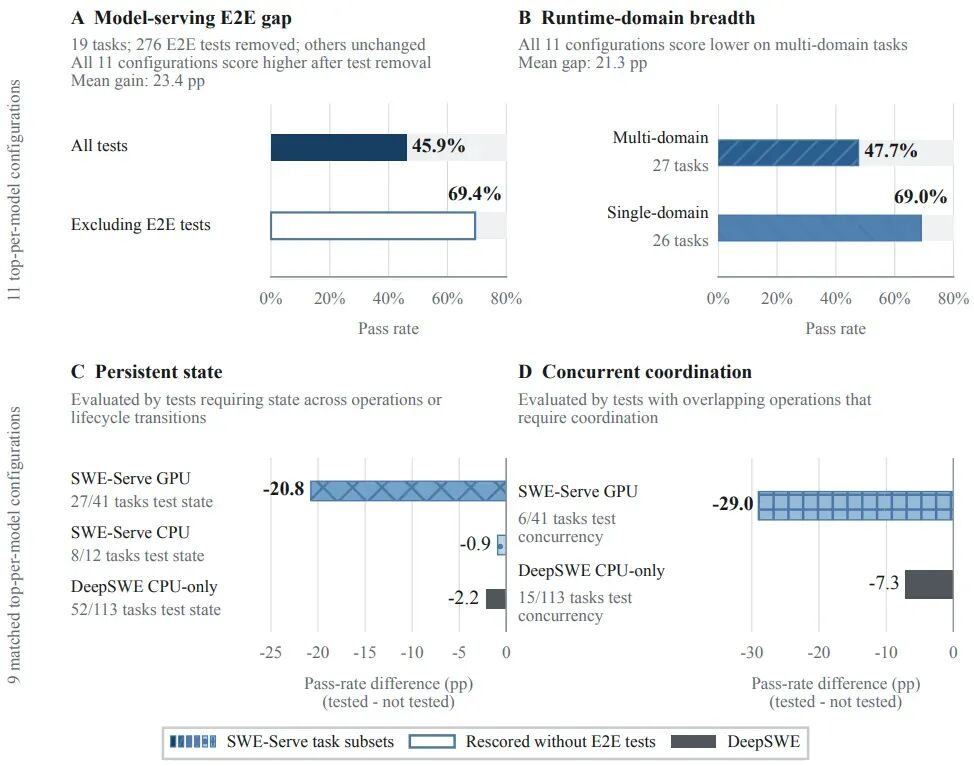 A Model-serving E2E gap
19 tasks; 276 E2E tests removed; others unchanged
All 11 configurations score higher after test removal
Mean gain: 23.4 pp
11 top-per-model configurations
All tests
45.9%
69.4%
Excluding E2E tests
0% 20% 40% 60% 80%
Pass rate
B Runtime-domain breadth
All 11 configurations score lower on multi-domain tasks
Mean gap: 21.3 pp
Multi-domain
27 tasks
47.7%
69.0%
Single-domain
26 tasks
0% 20% 40% 60% 80%
Pass rate
C Persistent state
Evaluated by tests requiring state across operations or
lifecycle transitions
9 matched top-per-model configurations
SWE-Serve GPU
27/41 tasks test state
-20.8
SWE-Serve CPU
8/12 tasks test state
-0.9
DeepSWE CPU-only
52/113 tasks test state
-2.2
-25 -20 -15 -10 -5 0
Pass-rate difference (pp)
(tested - not tested)
D Concurrent coordination
Evaluated by tests with overlapping operations that
require coordination
SWE-Serve GPU
6/41 tasks test
concurrency
-29.0
DeepSWE CPU-only
15/113 tasks test
concurrency
-7.3
-30 -20 -10 0
Pass-rate difference (pp)
(tested - not tested)
SWE-Serve task subsets
Rescored without E2E tests
DeepSWE